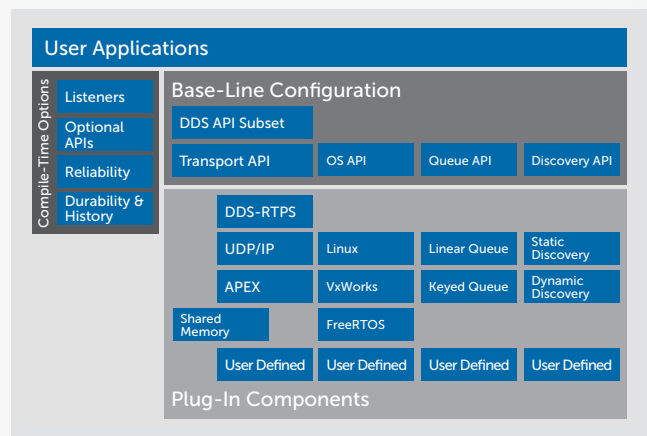 User Applications
Compile-Time Options
Listeners
Optional
APIs
Reliability
Durability &
History
Base-Line Configuration
DDS API Subset
Transport API
OS API
Queue API
Discovery API
DDS-RTPS
UDP/IP
Linux
Linear Queue
Static
Discovery
APEX
VxWorks
Keyed Queue
Dynamic
Discovery
Shared
Memory
FreeRTOS
User Defined
User Defined
User Defined
User Defined
Plug-In Components